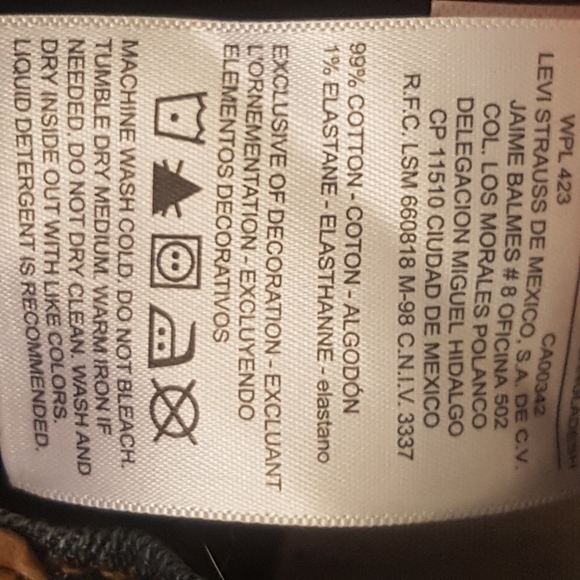 WPL 423 CA00342
LEVI STRAUSS DE MEXICO, S.A. DE C.V.
JAIME BALMES # 8 OFICINA 502
COL. LOS MORALES POLANCO
DELEGACION MIGUEL HIDALGO
CP 11510 CIUDAD DE MEXICO
R.F.C. LSM 660818 M-98 C.N.I.V. 3337
99% COTTON - COTON - ALGODÓN
1% ELASTANE - ELASTHANNE - elastano
EXCLUSIVE OF DECORATION - EXCLUANT
L'ORNEMENTATION - EXCLUYENDO
ELEMENTOS DECORATIVOS
MACHINE WASH COLD. DO NOT BLEACH.
TUMBLE DRY MEDIUM. WARM IRON IF
NEEDED. DO NOT DRY CLEAN. WASH AND
DRY INSIDE OUT WITH LIKE COLORS.
LIQUID DETERGENT IS RECOMMENDED.